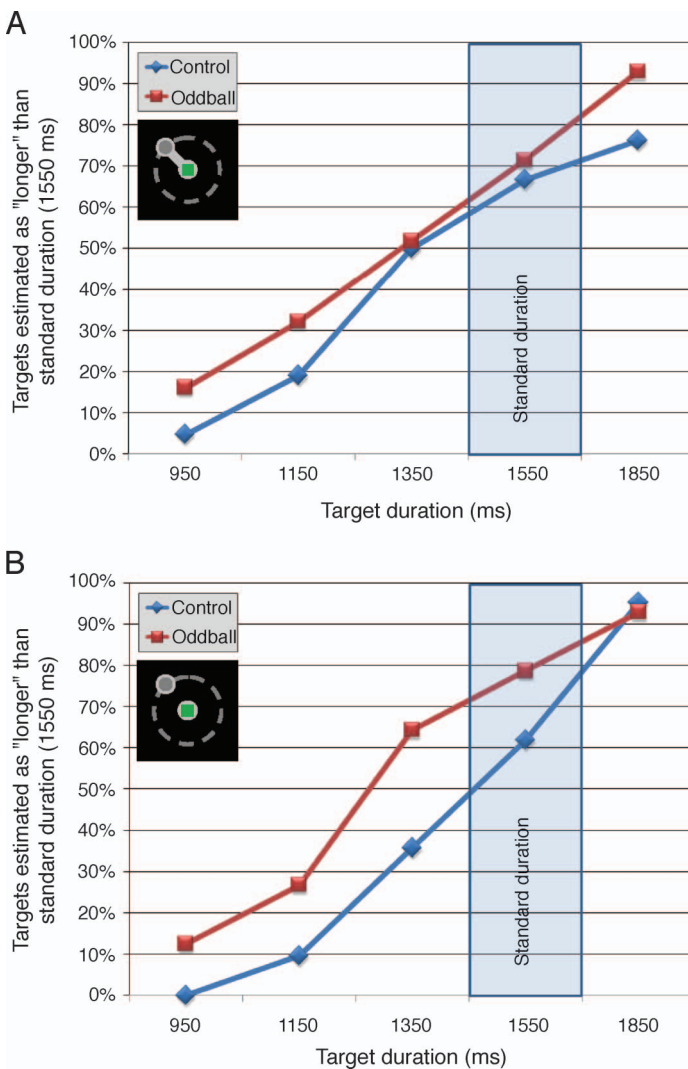 A
Targets estimated as "longer" than
standard duration (1550 ms)
100%
90%
80%
70%
60%
50%
40%
30%
20%
10%
0%
Control
Oddball
Standard duration
950
1150
1350
1550
1850
Target duration (ms)
B
Targets estimated as "longer" than
standard duration (1550 ms)
100%
90%
80%
70%
60%
50%
40%
30%
20%
10%
0%
Control
Oddball
Standard duration
950
1150
1350
1550
1850
Target duration (ms)